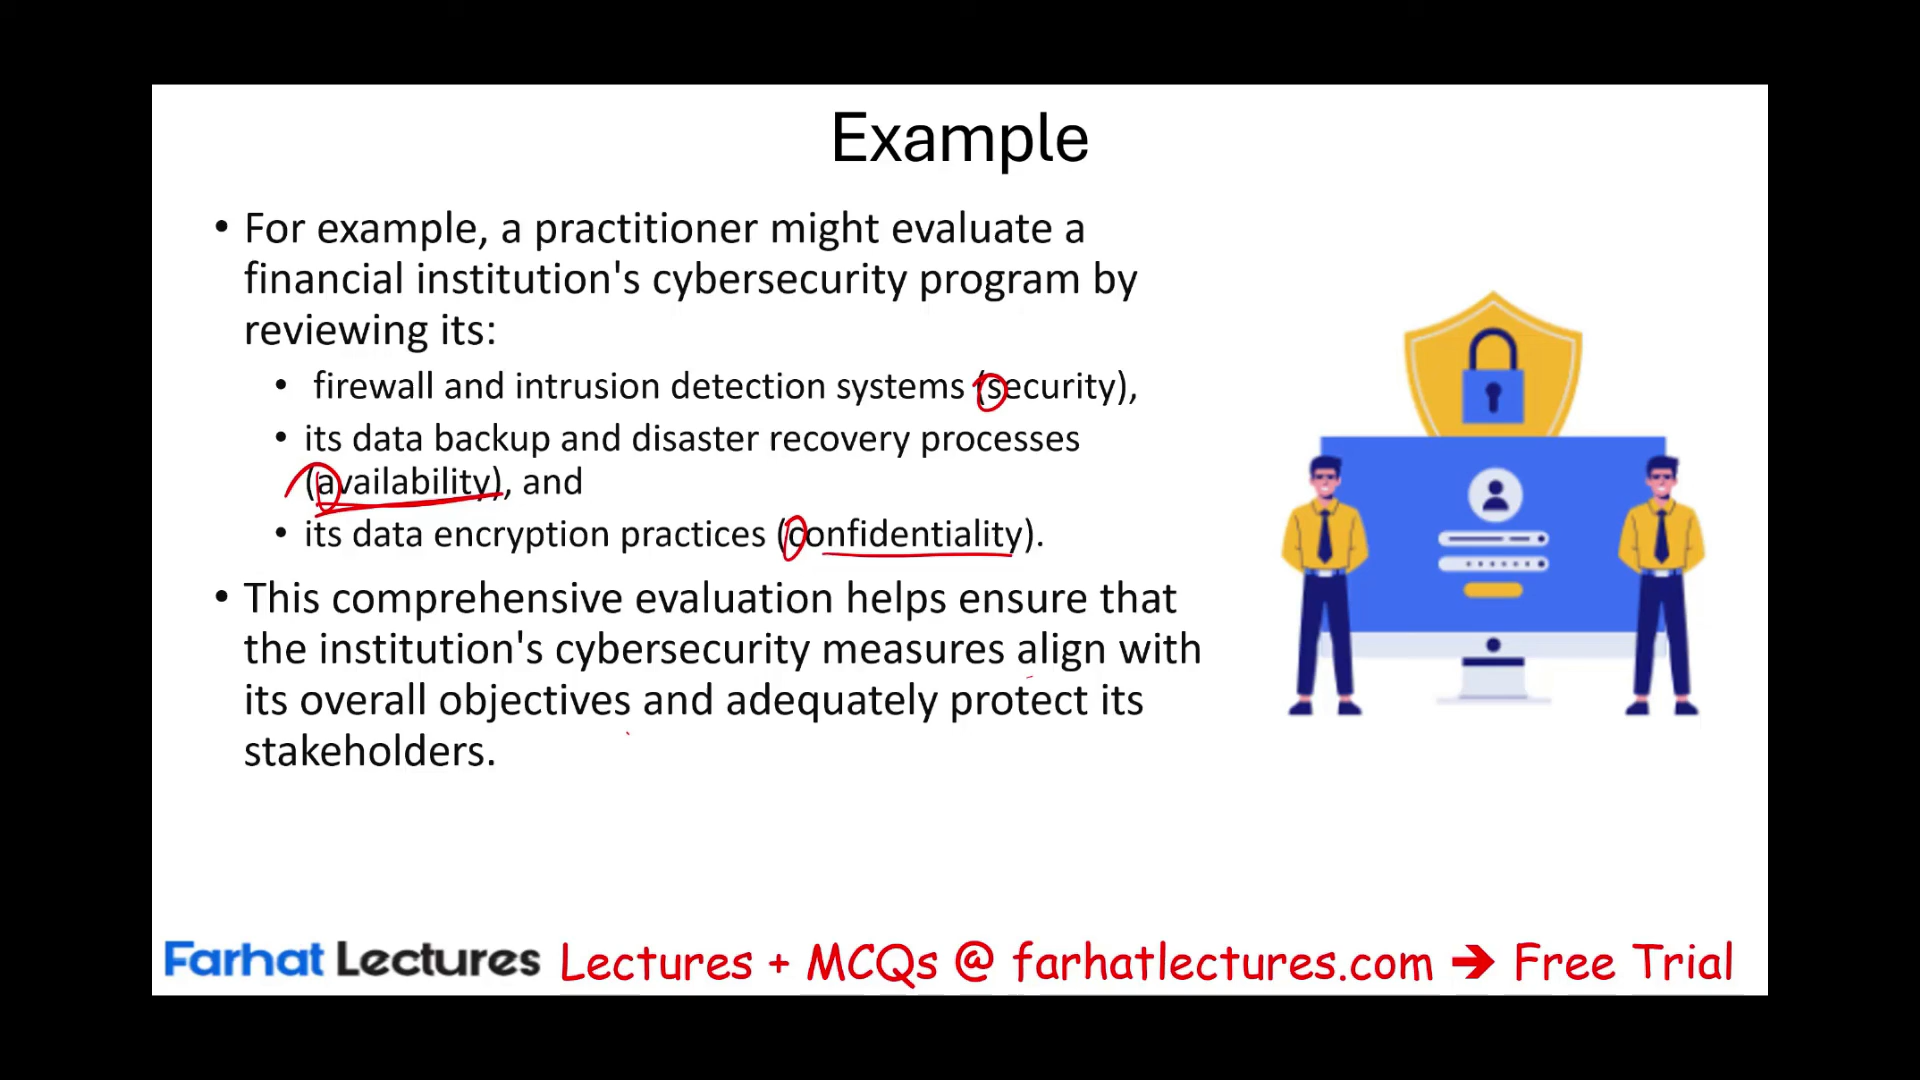 Example
• For example, a practitioner might evaluate a
financial institution's cybersecurity program by
reviewing its:
• firewall and intrusion detection systems (security),
• its data backup and disaster recovery processes
(availability), and
• its data encryption practices (confidentiality).
• This comprehensive evaluation helps ensure that
the institution's cybersecurity measures align with
its overall objectives and adequately protect its
stakeholders.
Farhat Lectures Lectures + MCQs @ farhatlectures.com → Free Trial